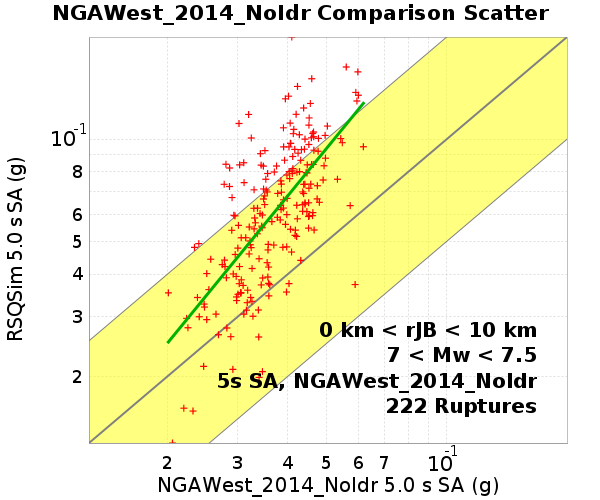 NGAWest_2014_NoIdr Comparison Scatter
RSQSim 5.0 s SA (g)
10-1
8
6
5
4
3
2
0 km < rJB < 10 km
7 < Mw < 7.5
5s SA, NGAWest_2014_NoIdr
222 Ruptures
2 3 4 5 6 7 10-1
NGAWest_2014_NoIdr 5.0 s SA (g)